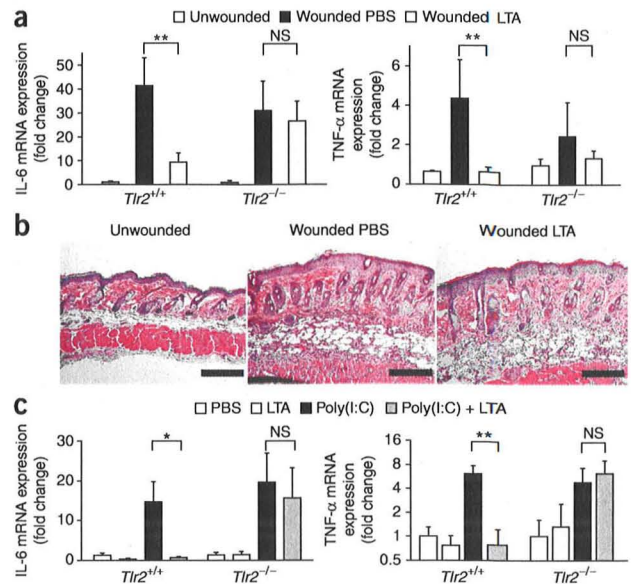 a
Unwounded Wounded PBS Wounded LTA
IL-6 mRNA expression
(fold change)
50
40
30
20
10
0
**
NS
Tlr2+/+
Tlr2−/−
TNF-α mRNA
expression
(fold change)
6
4
2
0
**
NS
Tlr2+/+
Tlr2−/−
b
Unwounded
Wounded PBS
Wounded LTA
c
PBS LTA Poly(I:C) Poly(I:C) + LTA
IL-6 mRNA expression
(fold change)
30
20
10
0
*
NS
Tlr2+/+
Tlr2−/−
TNF-α mRNA
expression
(fold change)
16
8
4
2
1
0.5
**
NS
Tlr2+/+
Tlr2−/−